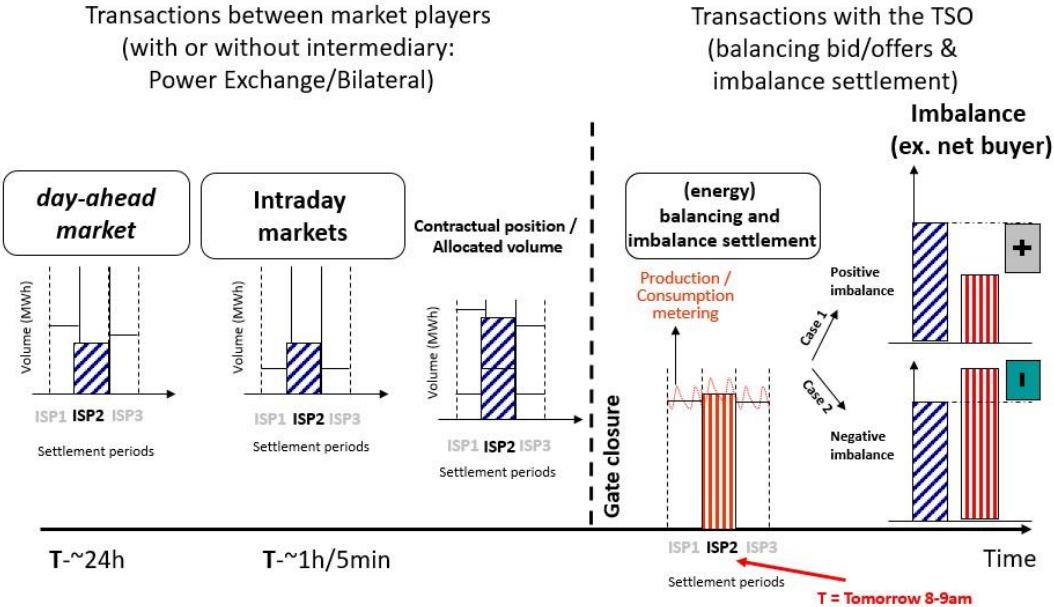 Transactions between market players
(with or without intermediary:
Power Exchange/Bilateral)
Transactions with the TSO
(balancing bid/offers &
imbalance settlement)
Imbalance
(ex. net buyer)
day-ahead
market
Intraday
markets
Contractual position /
Allocated volume
(energy)
balancing and
imbalance settlement
Volume (MWh)
ISP1 ISP2 ISP3
Settlement periods
Volume (MWh)
ISP1 ISP2 ISP3
Settlement periods
Volume (MWh)
ISP1 ISP2 ISP3
Settlement periods
Gate closure
Production /
Consumption
metering
ISP1 ISP2 ISP3
Settlement periods
Case 1
Positive
imbalance
+
Case 2
Negative
imbalance
-
T-~24h
T-~1h/5min
Time
T = Tomorrow 8-9am